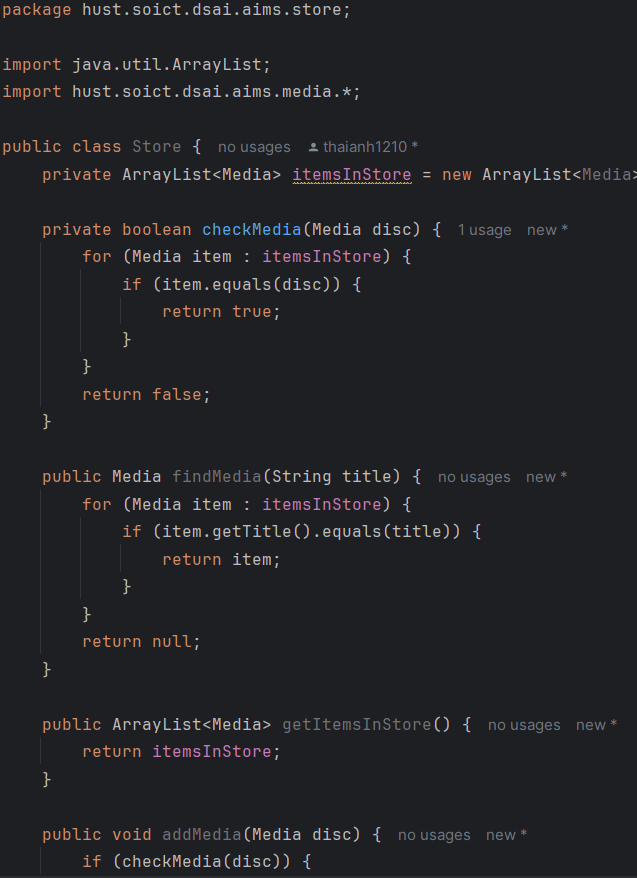 package hust.soict.dsai.aims.store;
import java.util.ArrayList;
import hust.soict.dsai.aims.media.*;
public class Store { no usages thaianh1210 *
private ArrayList<Media> itemsInStore = new ArrayList<Media>
private boolean checkMedia(Media disc) { 1 usage new *
for (Media item : itemsInStore) {
if (item.equals(disc)) {
return true;
}
}
return false;
}
public Media findMedia(String title) { no usages new *
for (Media item : itemsInStore) {
if (item.getTitle().equals(title)) {
return item;
}
}
return null;
}
public ArrayList<Media> getItemsInStore() { no usages new *
return itemsInStore;
}
public void addMedia(Media disc) { no usages new *
if (checkMedia(disc)) {